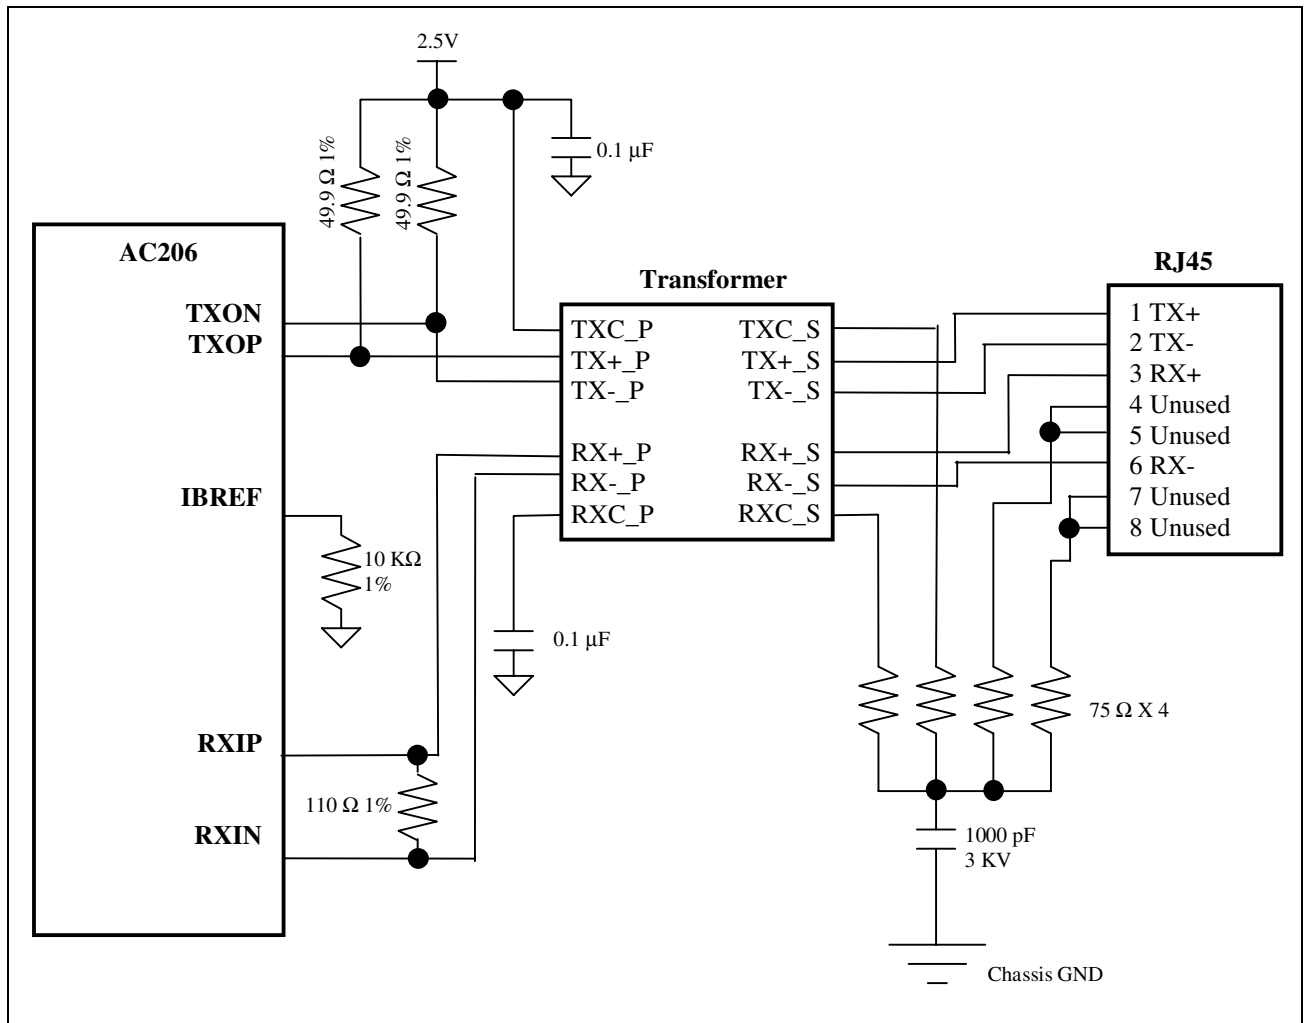 2.5V
49.9 Ω 1%
49.9 Ω 1%
0.1 µF
AC206
TXON
TXOP
IBREF
RXIP
RXIN
10 KΩ
1%
110 Ω 1%
0.1 µF
Transformer
TXC_P
TX+_P
TX-_P
RX+_P
RX-_P
RXC_P
TXC_S
TX+_S
TX-_S
RX+_S
RX-_S
RXC_S
RJ45
1 TX+
2 TX-
3 RX+
4 Unused
5 Unused
6 RX-
7 Unused
8 Unused
75 Ω X 4
1000 pF
3 KV
Chassis GND